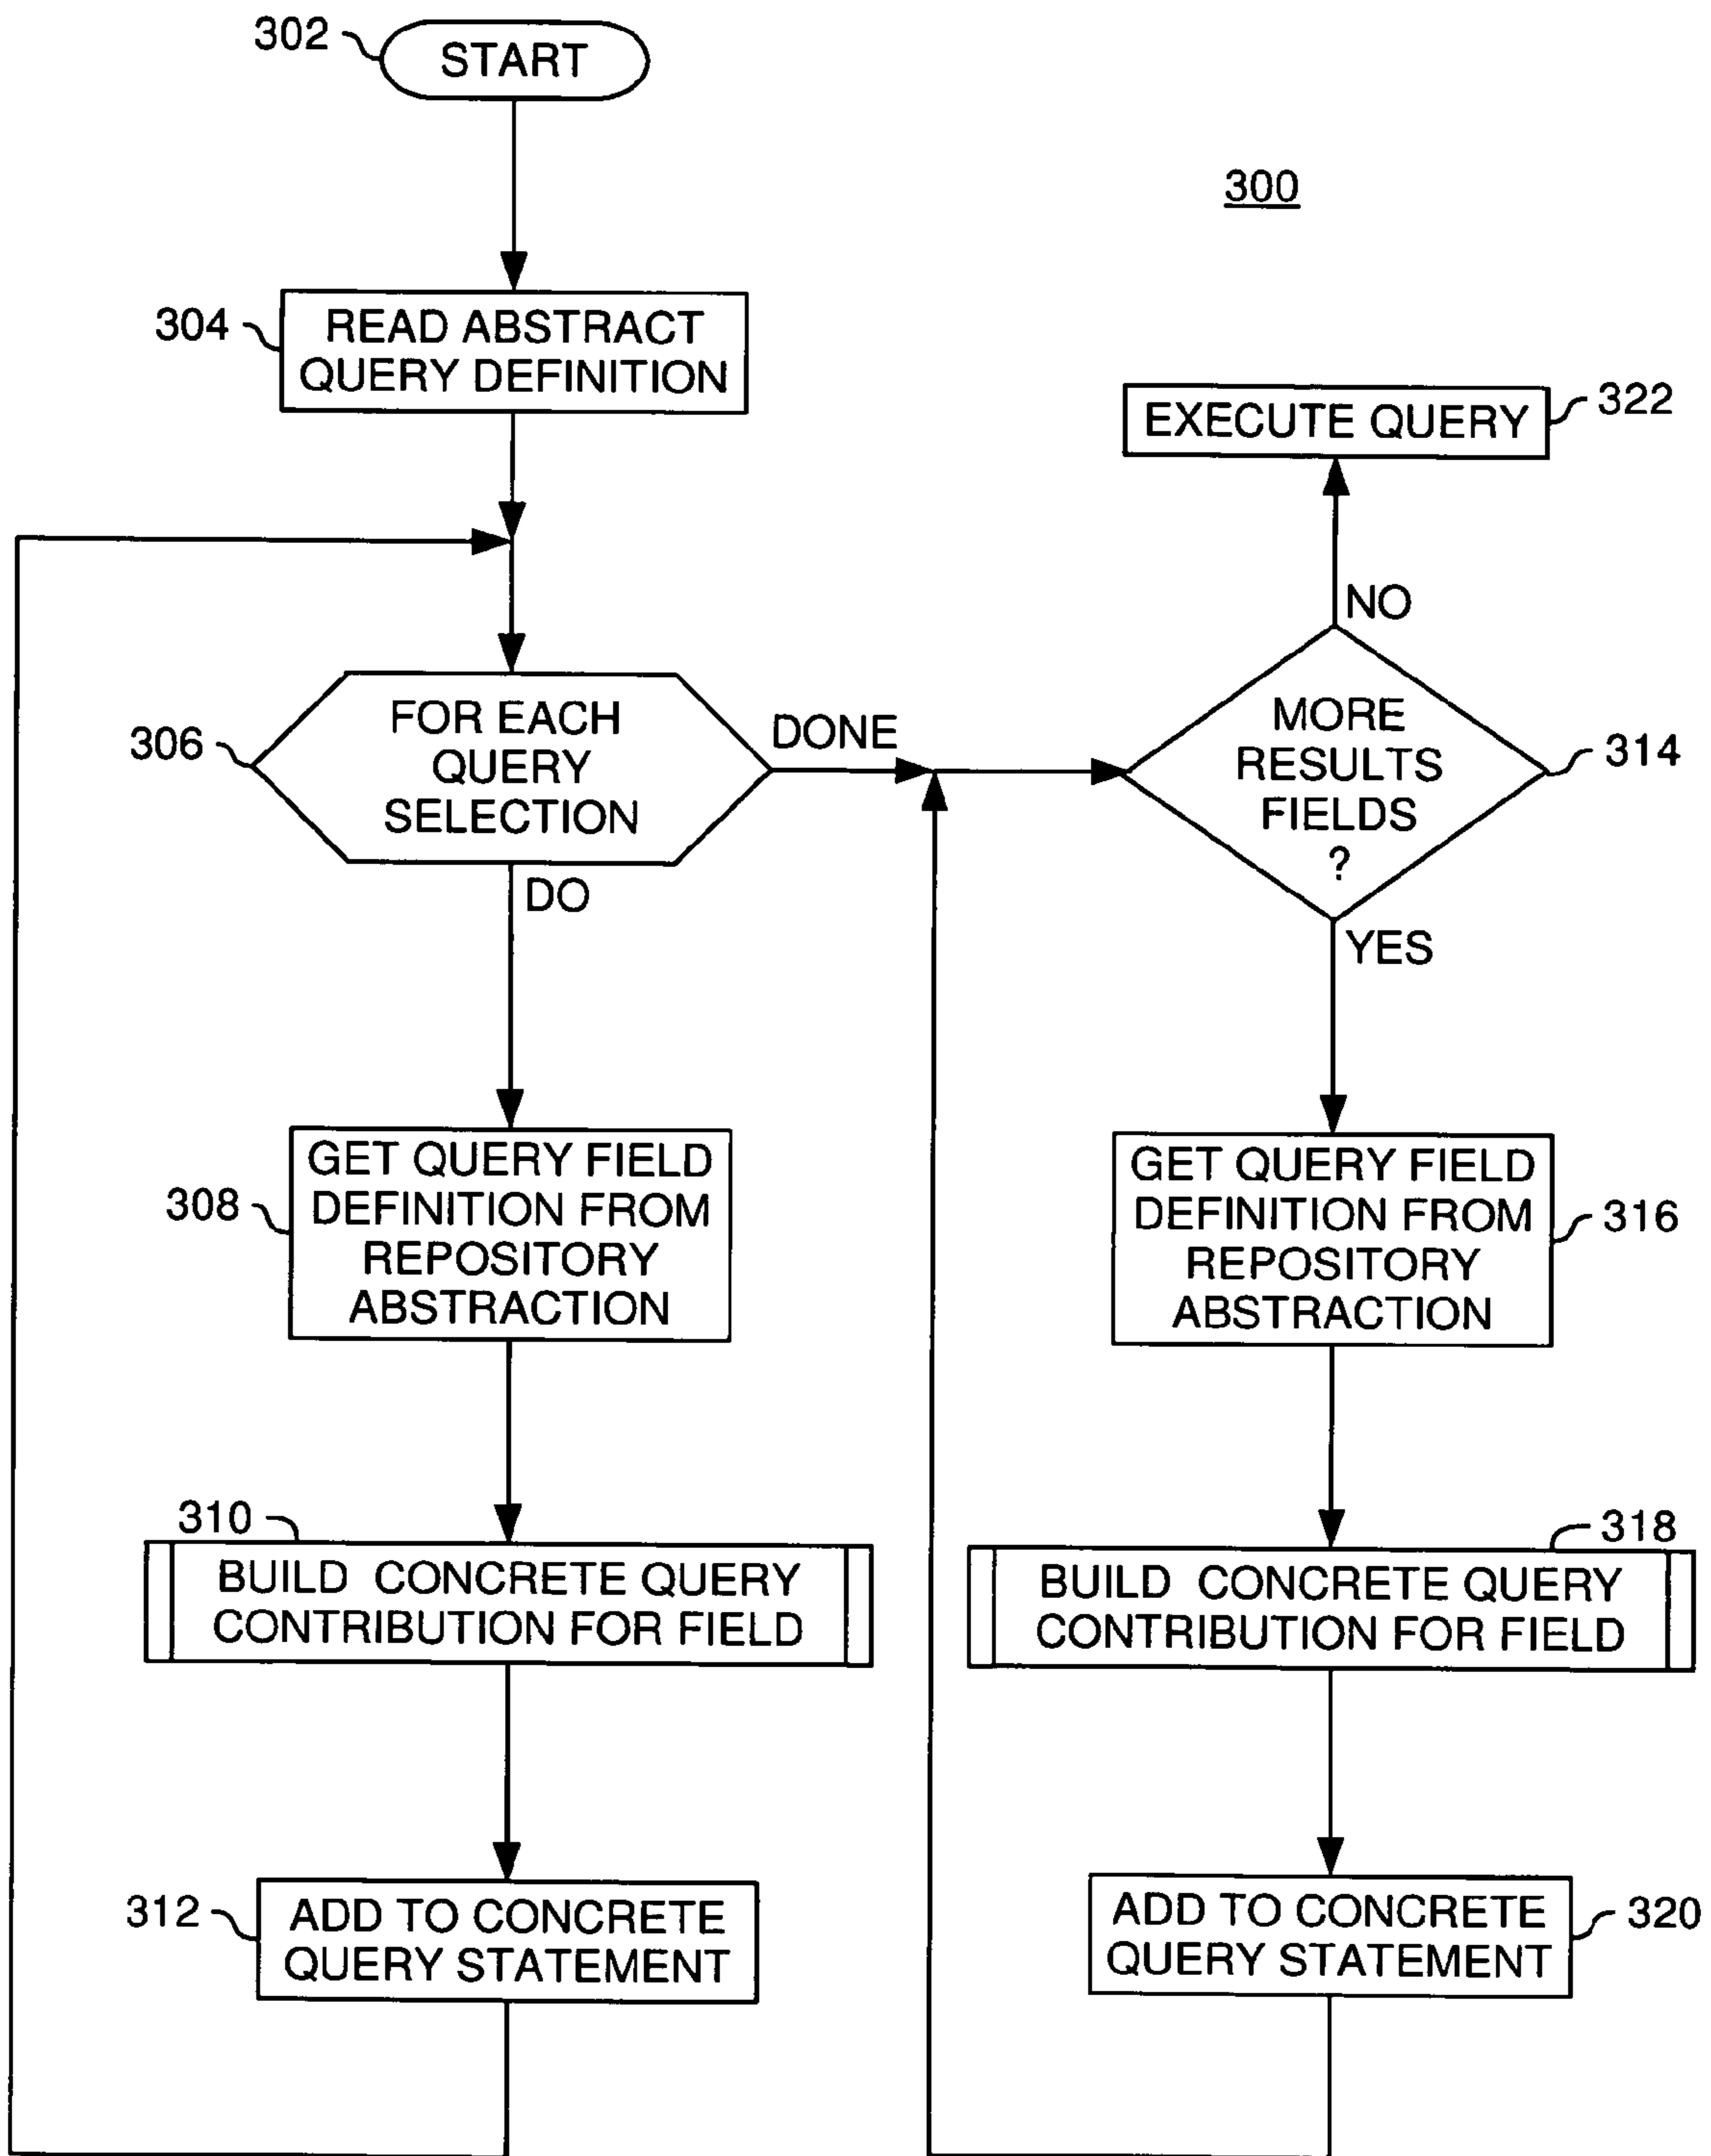 302
START
300
304
READ ABSTRACT
QUERY DEFINITION
EXECUTE QUERY
322
NO
306
FOR EACH
QUERY
SELECTION
DONE
DO
MORE
RESULTS
FIELDS
?
314
YES
308
GET QUERY FIELD
DEFINITION FROM
REPOSITORY
ABSTRACTION
GET QUERY FIELD
DEFINITION FROM
REPOSITORY
ABSTRACTION
316
310
BUILD CONCRETE QUERY
CONTRIBUTION FOR FIELD
318
BUILD CONCRETE QUERY
CONTRIBUTION FOR FIELD
312
ADD TO CONCRETE
QUERY STATEMENT
ADD TO CONCRETE
QUERY STATEMENT
320